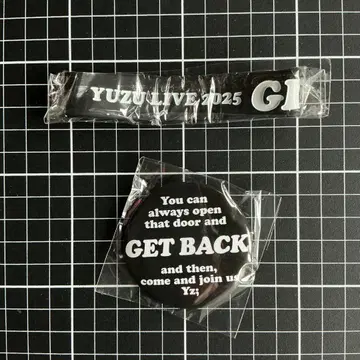 YUZU LIVE 2025 GE
You can
always open
that door and
GET BACK
and then,
come and join us
Yz;